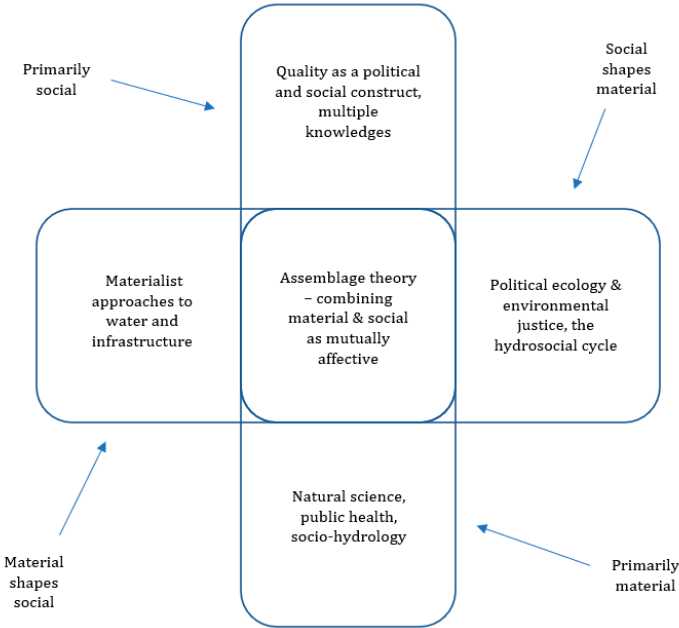 Primarily
social
Quality as a political
and social construct,
multiple
knowledges
Social
shapes
material
Materialist
approaches to
water and
infrastructure
Assemblage theory
– combining
material & social
as mutually
affective
Political ecology &
environmental
justice, the
hydrosocial cycle
Natural science,
public health,
socio-hydrology
Material
shapes
social
Primarily
material